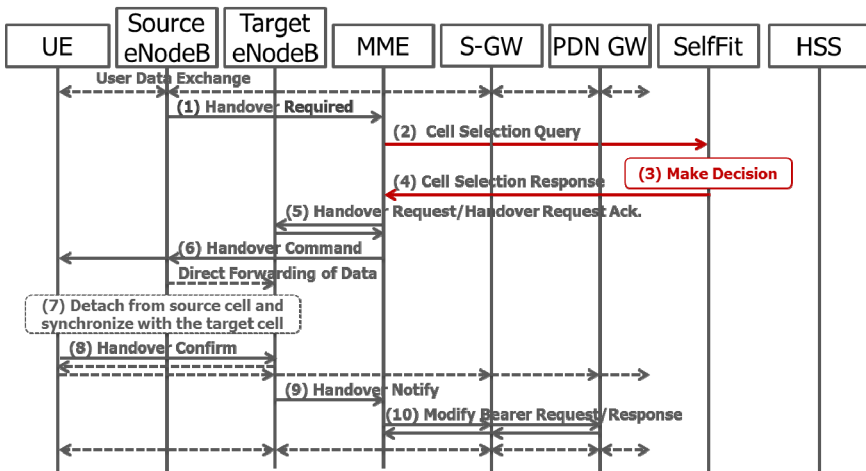 UE
Source
eNodeB
Target
eNodeB
MME
S-GW
PDN GW
SelfFit
HSS
User Data Exchange
(1) Handover Required
(2) Cell Selection Query
(3) Make Decision
(4) Cell Selection Response
(5) Handover Request/Handover Request Ack.
(6) Handover Command
Direct Forwarding of Data
(7) Detach from source cell and
synchronize with the target cell
(8) Handover Confirm
(9) Handover Notify
(10) Modify Bearer Request/Response